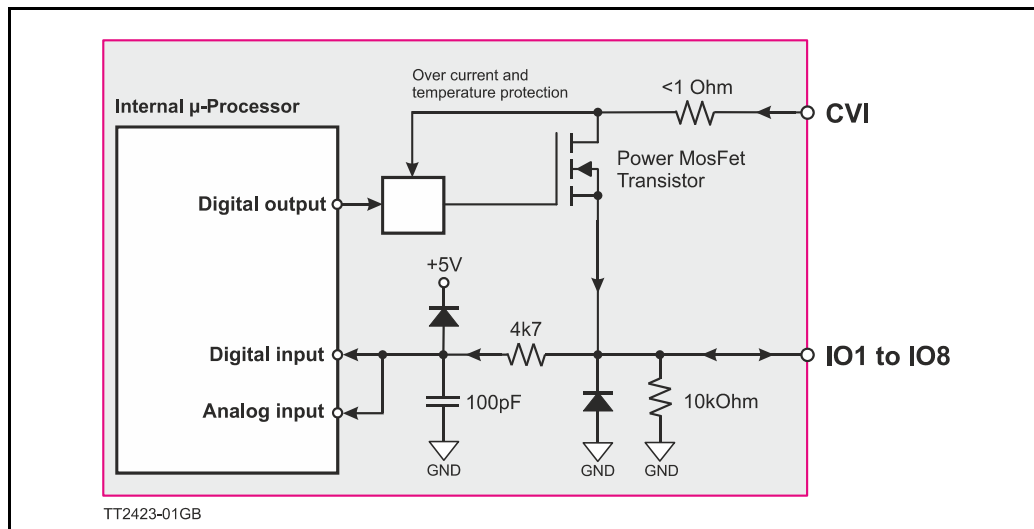 Over current and
temperature protection
<1 Ohm
CVI
Internal µ-Processor
Power MosFet
Transistor
Digital output
+5V
4k7
Digital input
IO1 to IO8
Analog input
100pF
10kOhm
GND
GND
GND
TT2423-01GB